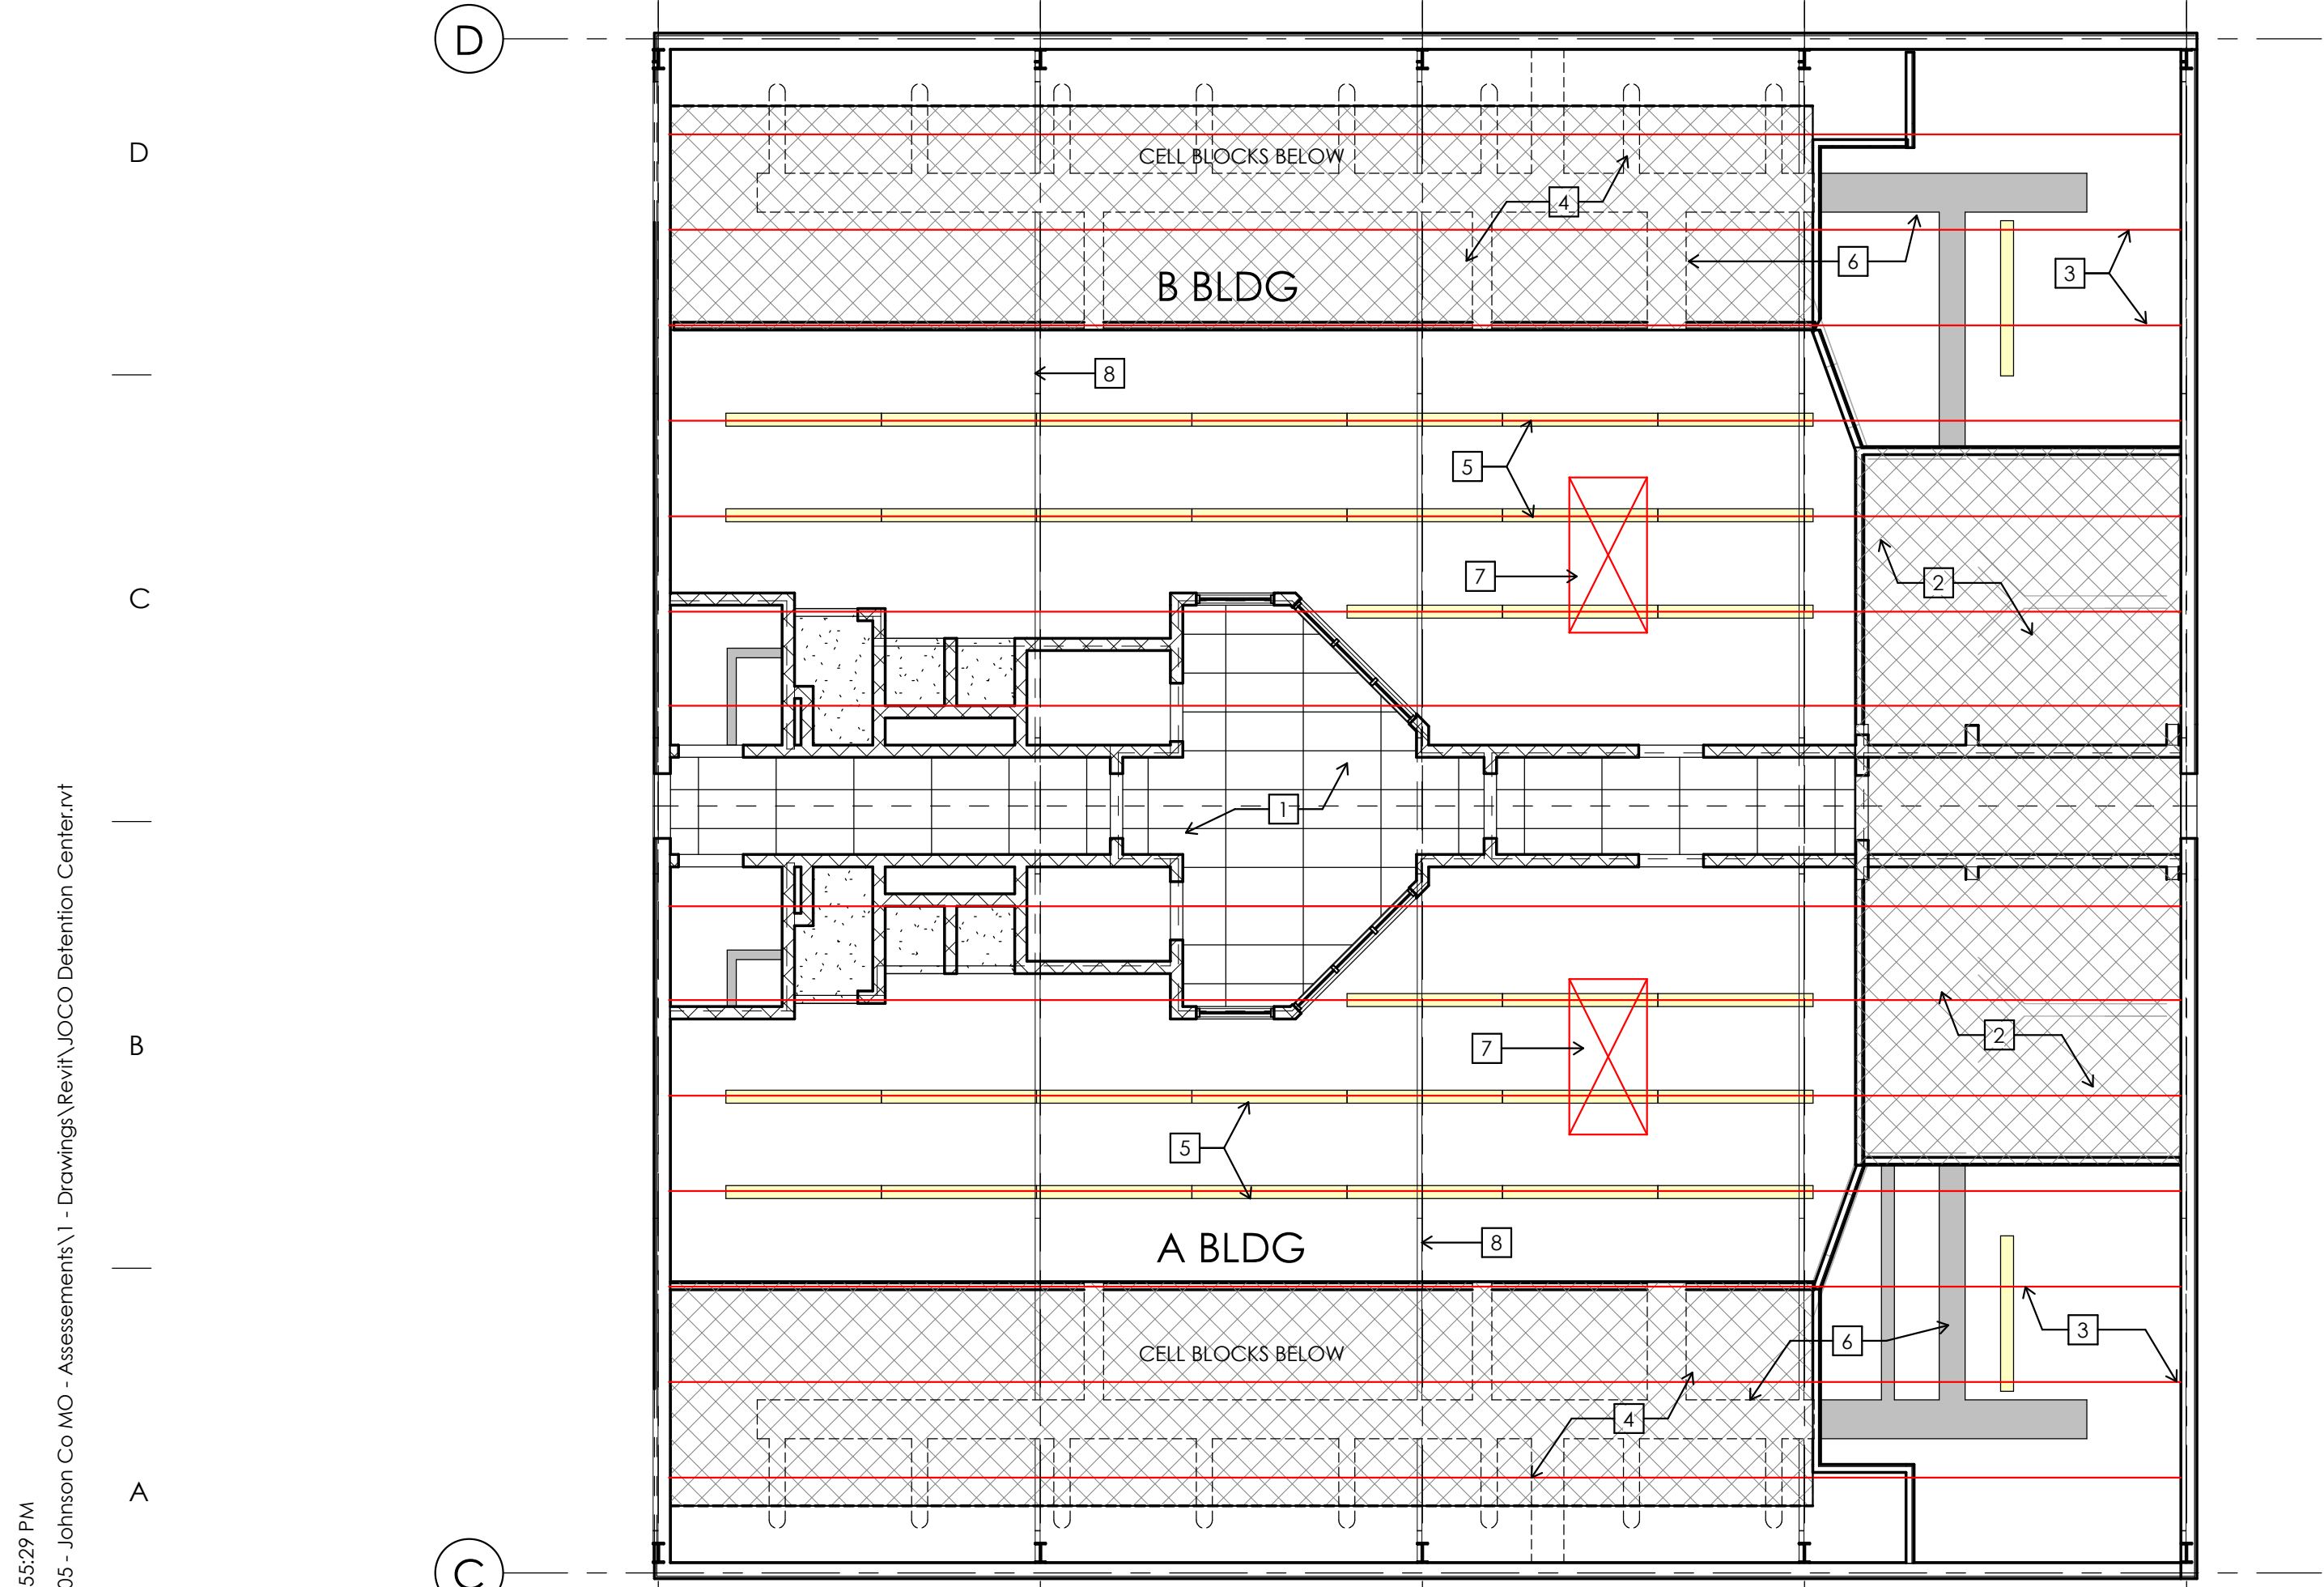 D
D
CELL BLOCKS BELOW
4
B BLDG
6
3
8
5
7
2
C
1
05 - Johnson Co MO - Assessements\1 - Drawings\Revit\JOCO Detention Center.rvt
55:29 PM
B
2
7
5
A BLDG
8
3
6
CELL BLOCKS BELOW
4
A
C